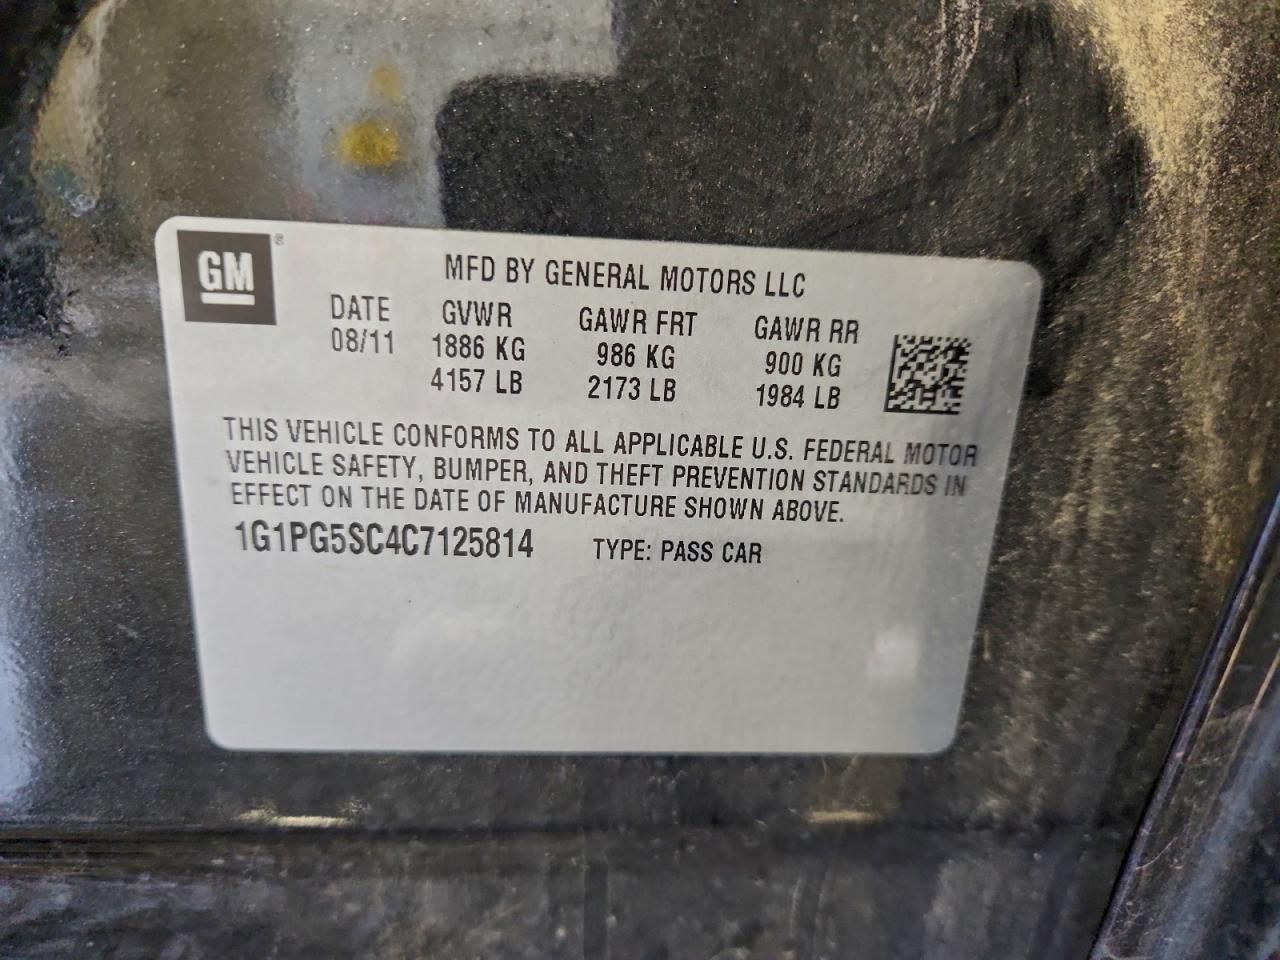 GM®
MFD BY GENERAL MOTORS LLC
DATE GVWR GAWR FRT GAWR RR
08/11 1886 KG 986 KG 900 KG
4157 LB 2173 LB 1984 LB
THIS VEHICLE CONFORMS TO ALL APPLICABLE U.S. FEDERAL MOTOR
VEHICLE SAFETY, BUMPER, AND THEFT PREVENTION STANDARDS IN
EFFECT ON THE DATE OF MANUFACTURE SHOWN ABOVE.
1G1PG5SC4C7125814 TYPE: PASS CAR